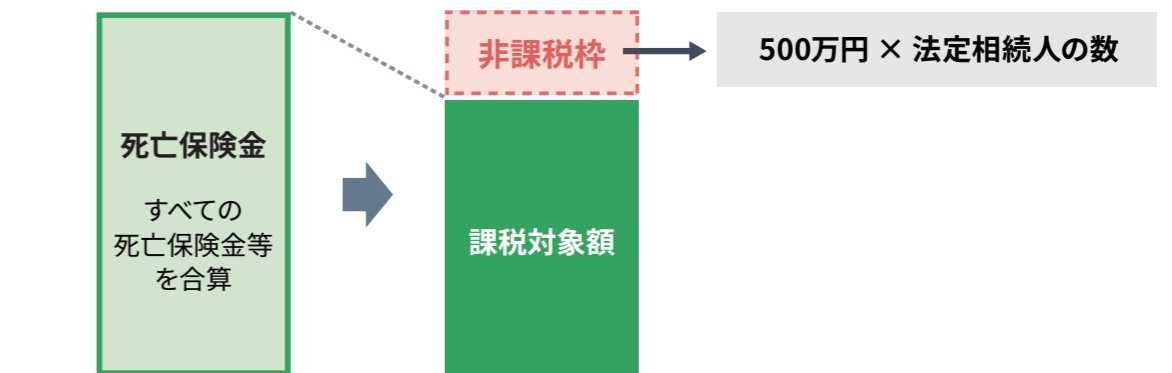 死亡保険金
すべての
死亡保険金等
を合算
非課税枠
500万円 × 法定相続人の数
課税対象額